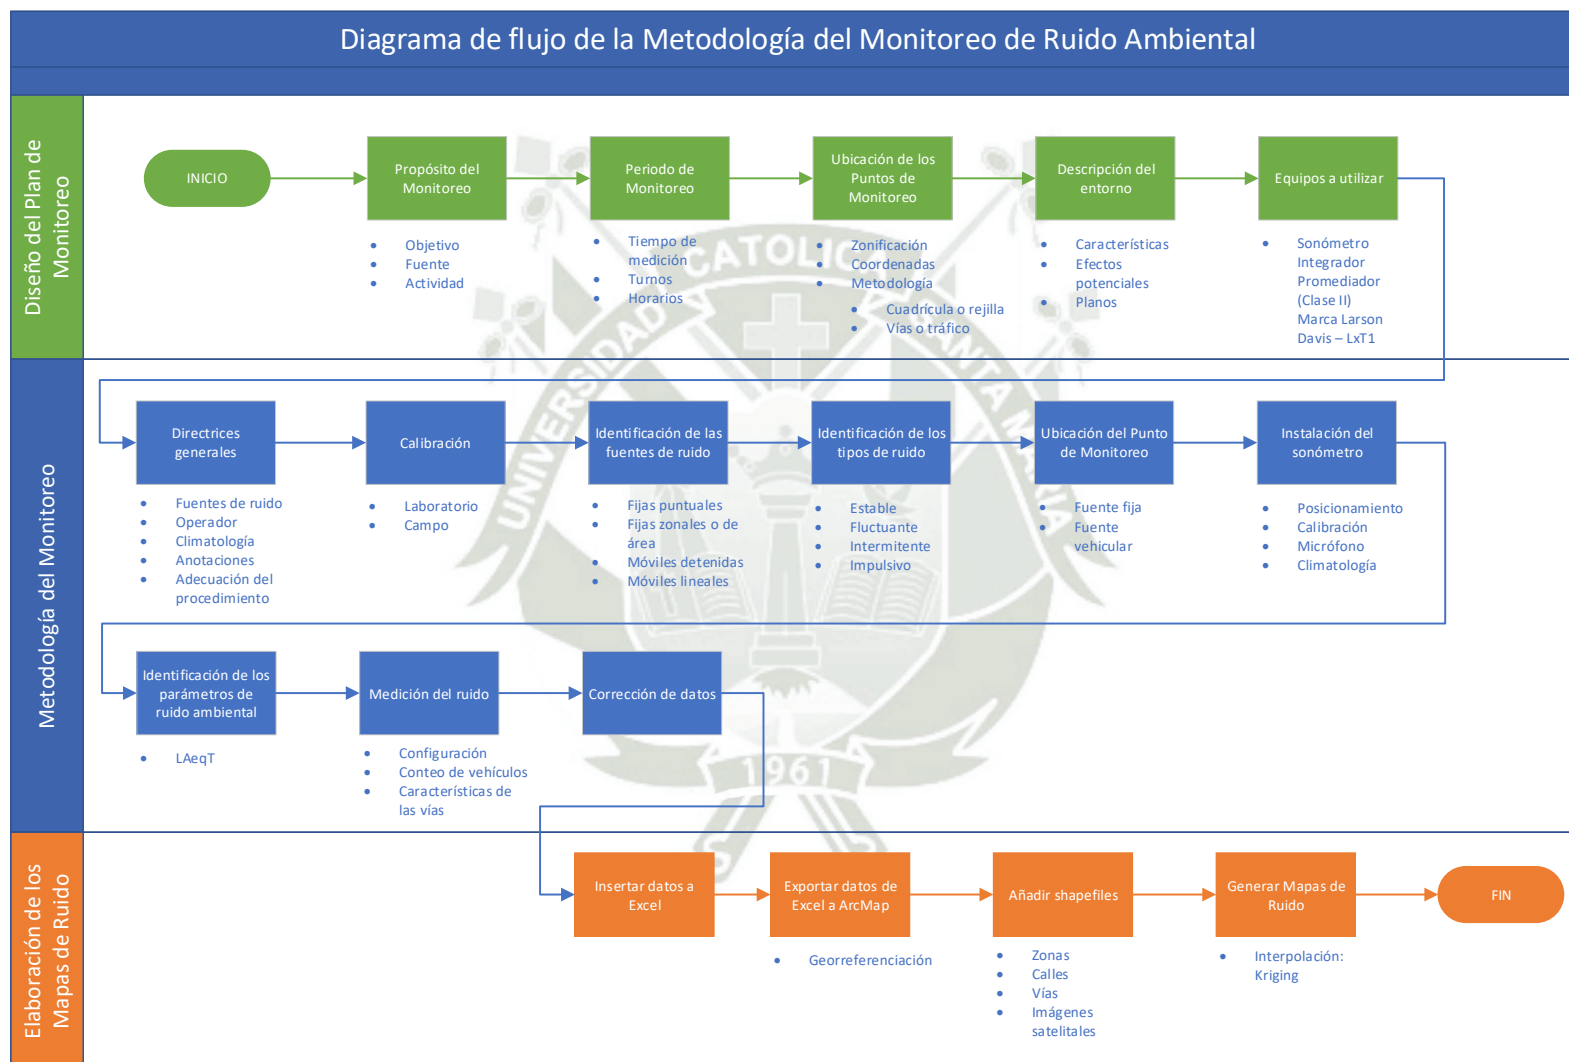 Diagrama de flujo de la Metodología del Monitoreo de Ruido Ambiental
Diseño del Plan de
Monitoreo
INICIO
Propósito del
Monitoreo
Objetivo
Fuente
Actividad
Periodo de
Monitoreo
Tiempo de
medición
Turnos
Horarios
Ubicación de los
Puntos de
Monitoreo
Zonificación
Coordenadas
Metodología
Cuadrícula o rejilla
Vías o tráfico
Descripción del
entorno
Características
Efectos
potenciales
Planos
Equipos a utilizar
Sonómetro
Integrador
Promediador
(Clase II)
Marca Larson
Davis – LxT1
Metodología del Monitoreo
Directrices
generales
Fuentes de ruido
Operador
Climatología
Anotaciones
Adecuación del
procedimiento
Calibración
Laboratorio
Campo
Identificación de las
fuentes de ruido
Fijas puntuales
Fijas zonales o de
área
Móviles detenidas
Móviles lineales
Identificación de los
tipos de ruido
Estable
Fluctuante
Intermitente
Impulsivo
Ubicación del Punto
de Monitoreo
Fuente fija
Fuente
vehicular
Instalación del
sonómetro
Posicionamiento
Calibración
Micrófono
Climatología
Identificación de los
parámetros de
ruido ambiental
LAeqT
Medición del ruido
Configuración
Conteo de vehículos
Características de
las vías
Corrección de datos
Elaboración de los
Mapas de Ruido
Insertar datos a
Excel
Exportar datos de
Excel a ArcMap
Georreferenciación
Añadir shapefiles
Zonas
Calles
Vías
Imágenes
satelitales
Generar Mapas de
Ruido
Interpolación:
Kriging
FIN
UNIVERSIDAD CATOLICA SANTA MARIA
1961